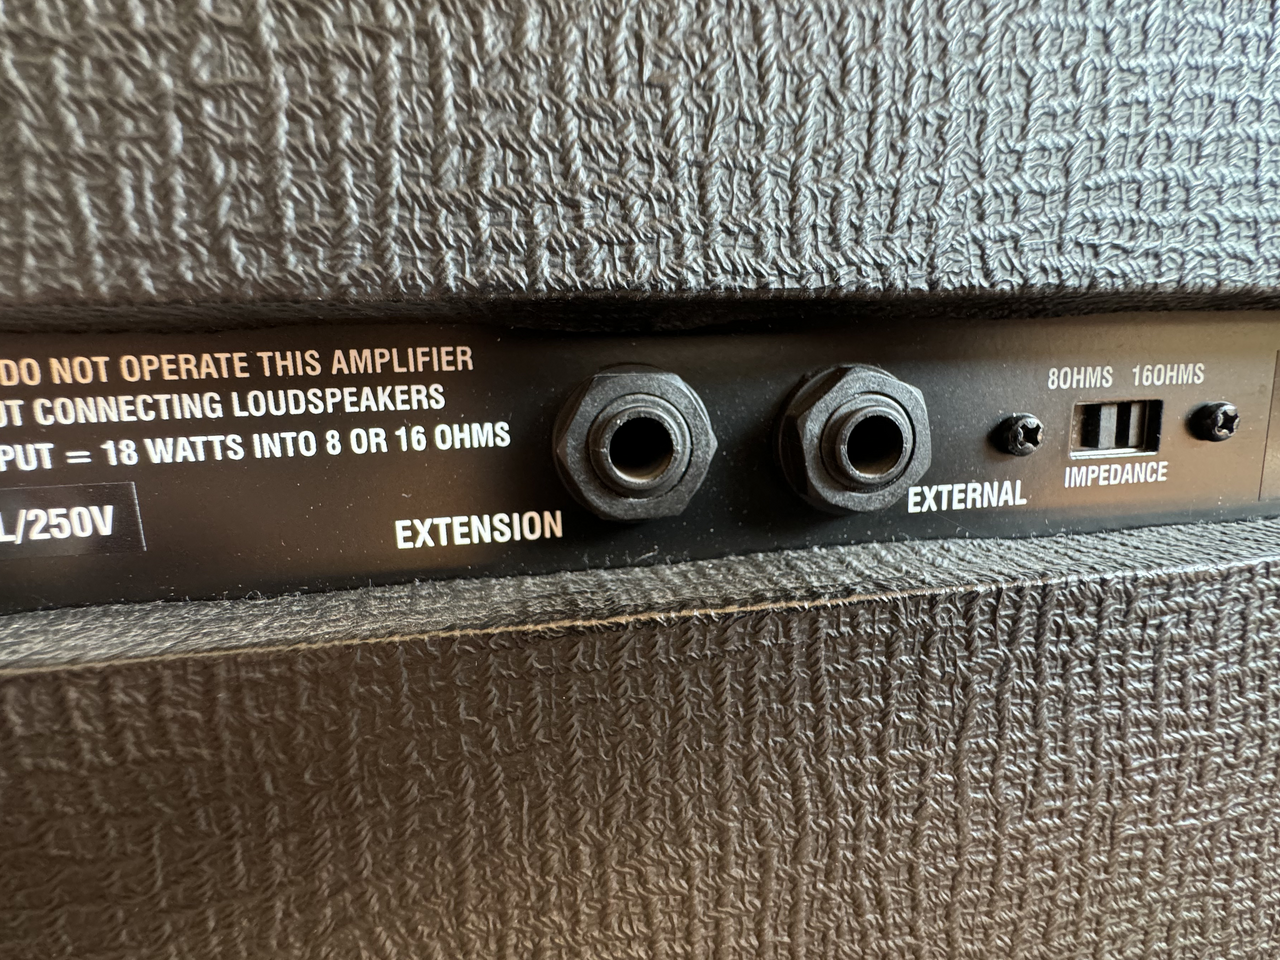 DO NOT OPERATE THIS AMPLIFIER
UT CONNECTING LOUDSPEAKERS
PUT = 18 WATTS INTO 8 OR 16 OHMS
L/250V
EXTENSION
EXTERNAL
8OHMS 16OHMS
IMPEDANCE